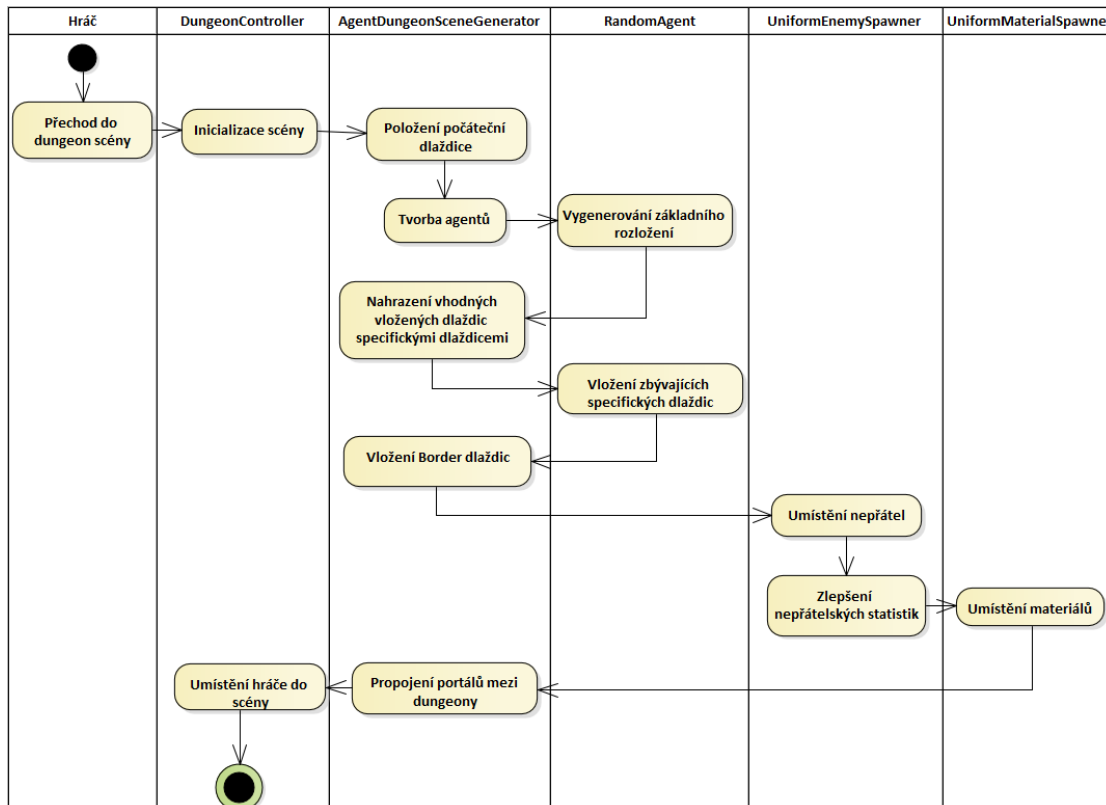 Hráč
DungeonController
AgentDungeonSceneGenerator
RandomAgent
UniformEnemySpawner
UniformMaterialSpawne
Přechod do
dungeon scény
Inicializace scény
Položení počáteční
dlaždice
Tvorba agentů
Vygenerování základního
rozložení
Nahrazení vhodných
vložených dlaždic
specifickými dlaždicemi
Vložení zbývajících
specifických dlaždic
Vložení Border dlaždic
Umístění nepřátel
Zlepšení
nepřátelských statistik
Umístění materiálů
Propojení portálů mezi
dungeony
Umístění hráče do
scény